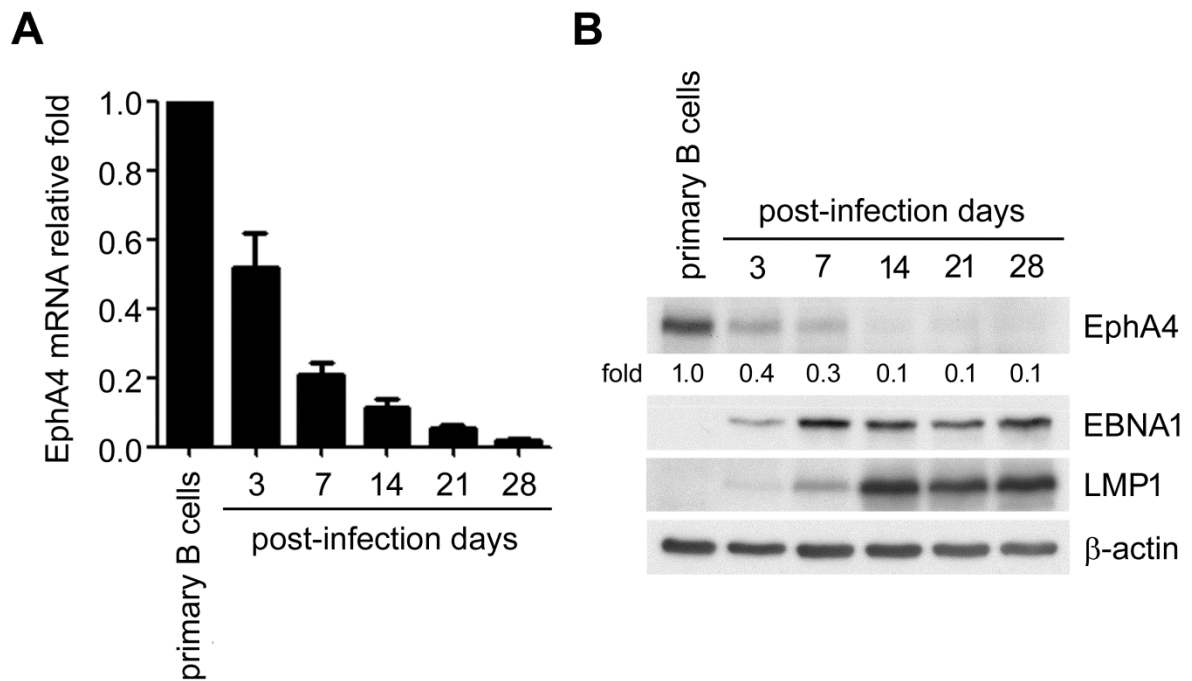 A
EphA4 mRNA relative fold
1.0
0.8
0.6
0.4
0.2
0.0
primary B cells
3 7 14 21 28
post-infection days
B
primary B cells
post-infection days
3 7 14 21 28
EphA4
fold 1.0 0.4 0.3 0.1 0.1 0.1
EBNA1
LMP1
β-actin